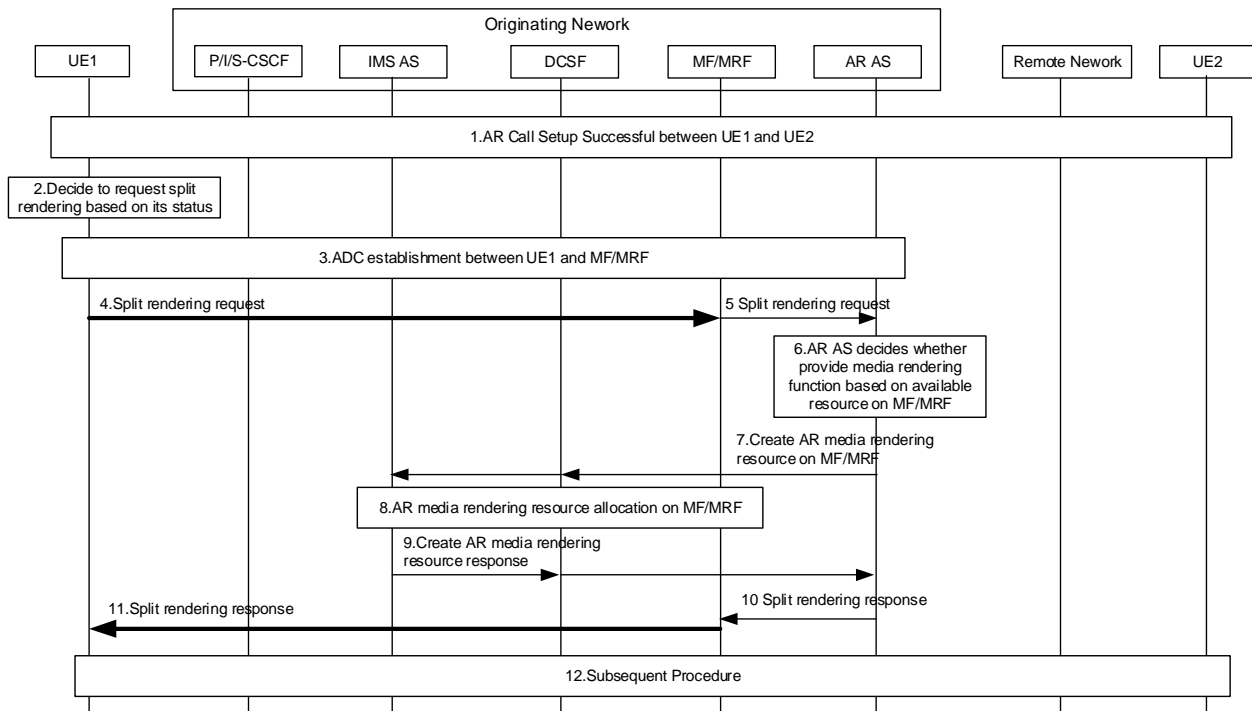 Originating Nework
UE1
P/I/S-CSCF
IMS AS
DCSF
MF/MRF
AR AS
Remote Nework
UE2
1.AR Call Setup Successful between UE1 and UE2
2.Decide to request split
rendering based on its status
3.ADC establishment between UE1 and MF/MRF
4.Split rendering request
5 Split rendering request
6.AR AS decides whether
provide media rendering
function based on available
resource on MF/MRF
7.Create AR media rendering
resource on MF/MRF
8.AR media rendering resource allocation on MF/MRF
9.Create AR media rendering
resource response
10 Split rendering response
11.Split rendering response
12.Subsequent Procedure